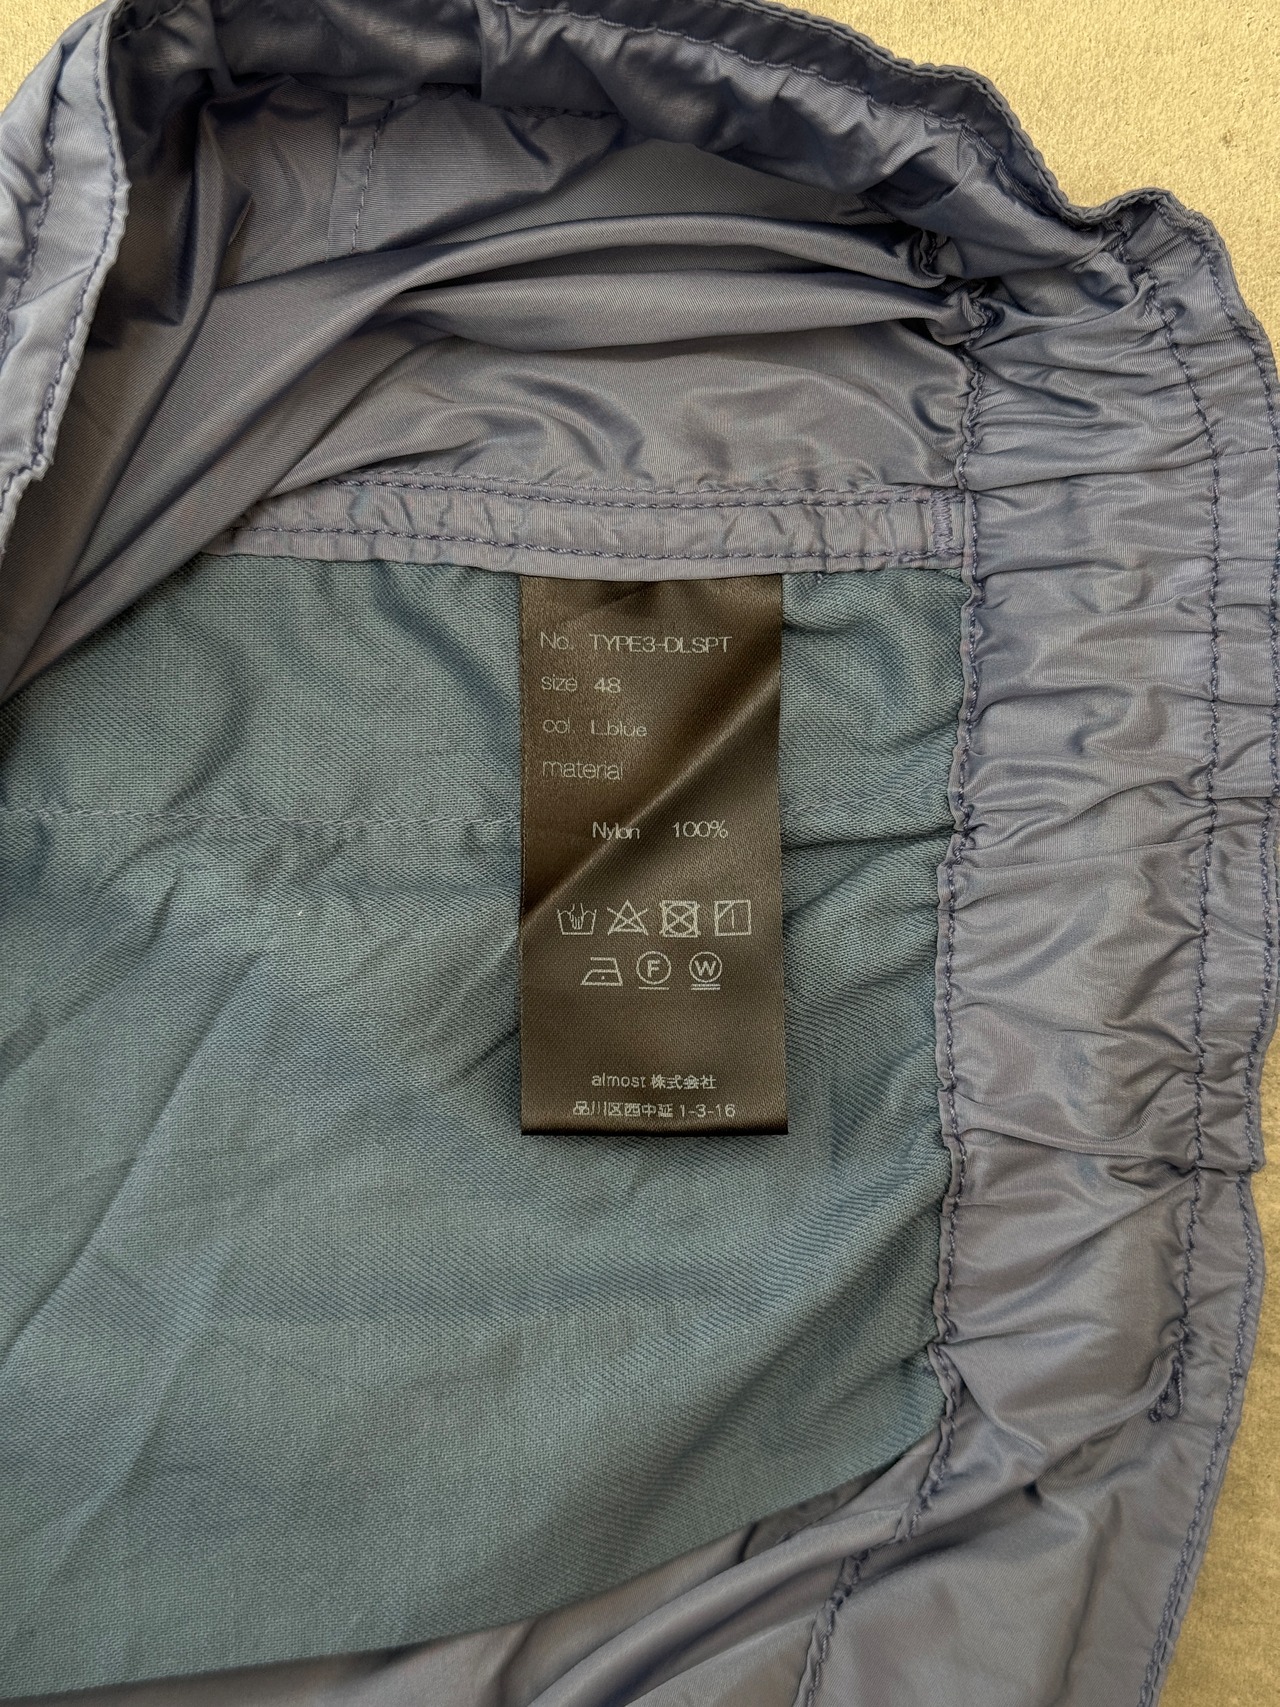 No. TYPE3-DLSPT
size 48
col L.blue
material
Nylon 100%
F W
almost 株式会社
品川区西中延 1-3-16